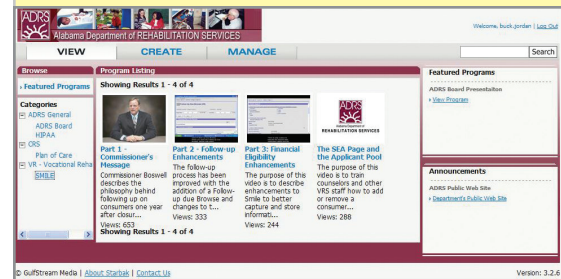 ADRS
Alabama Department of REHABILITATION SERVICES
Welcome, buck.jordan | Log Out
VIEW
CREATE
MANAGE
Search
Browse
Featured Programs
Categories
ADRS General
ADRS Board
HIPAA
CRS
Plan of Care
VR - Vocational Reha
SMILE
Program Listing
Showing Results 1 - 4 of 4
Part 1 -
Commissioner's
Message
Commissioner Boswell
describes the
philosophy behind
following up on
consumers one year
after closur...
Views: 653
Part 2 - Follow-up
Enhancements
The follow-up
process has been
improved with the
addition of a Follow-
up due Browse and
changes to t...
Views: 333
Part 3: Financial
Eligibility
Enhancements
The purpose of this
video is to describe
enhancements to
Smile to better
capture and store
informati...
Views: 244
ADRS
REHABILITATION SERVICES
The SEA Page and
the Applicant Pool
The purpose of this
video is to train
counselors and other
VRS staff how to add
or remove a
consumer...
Views: 288
Showing Results 1 - 4 of 4
Featured Programs
ADRS Board Presentaiton
View Program
Announcements
ADRS Public Web Site
Department's Public Web Site
© GulfStream Media | About Starbak | Contact Us
Version: 3.2.6